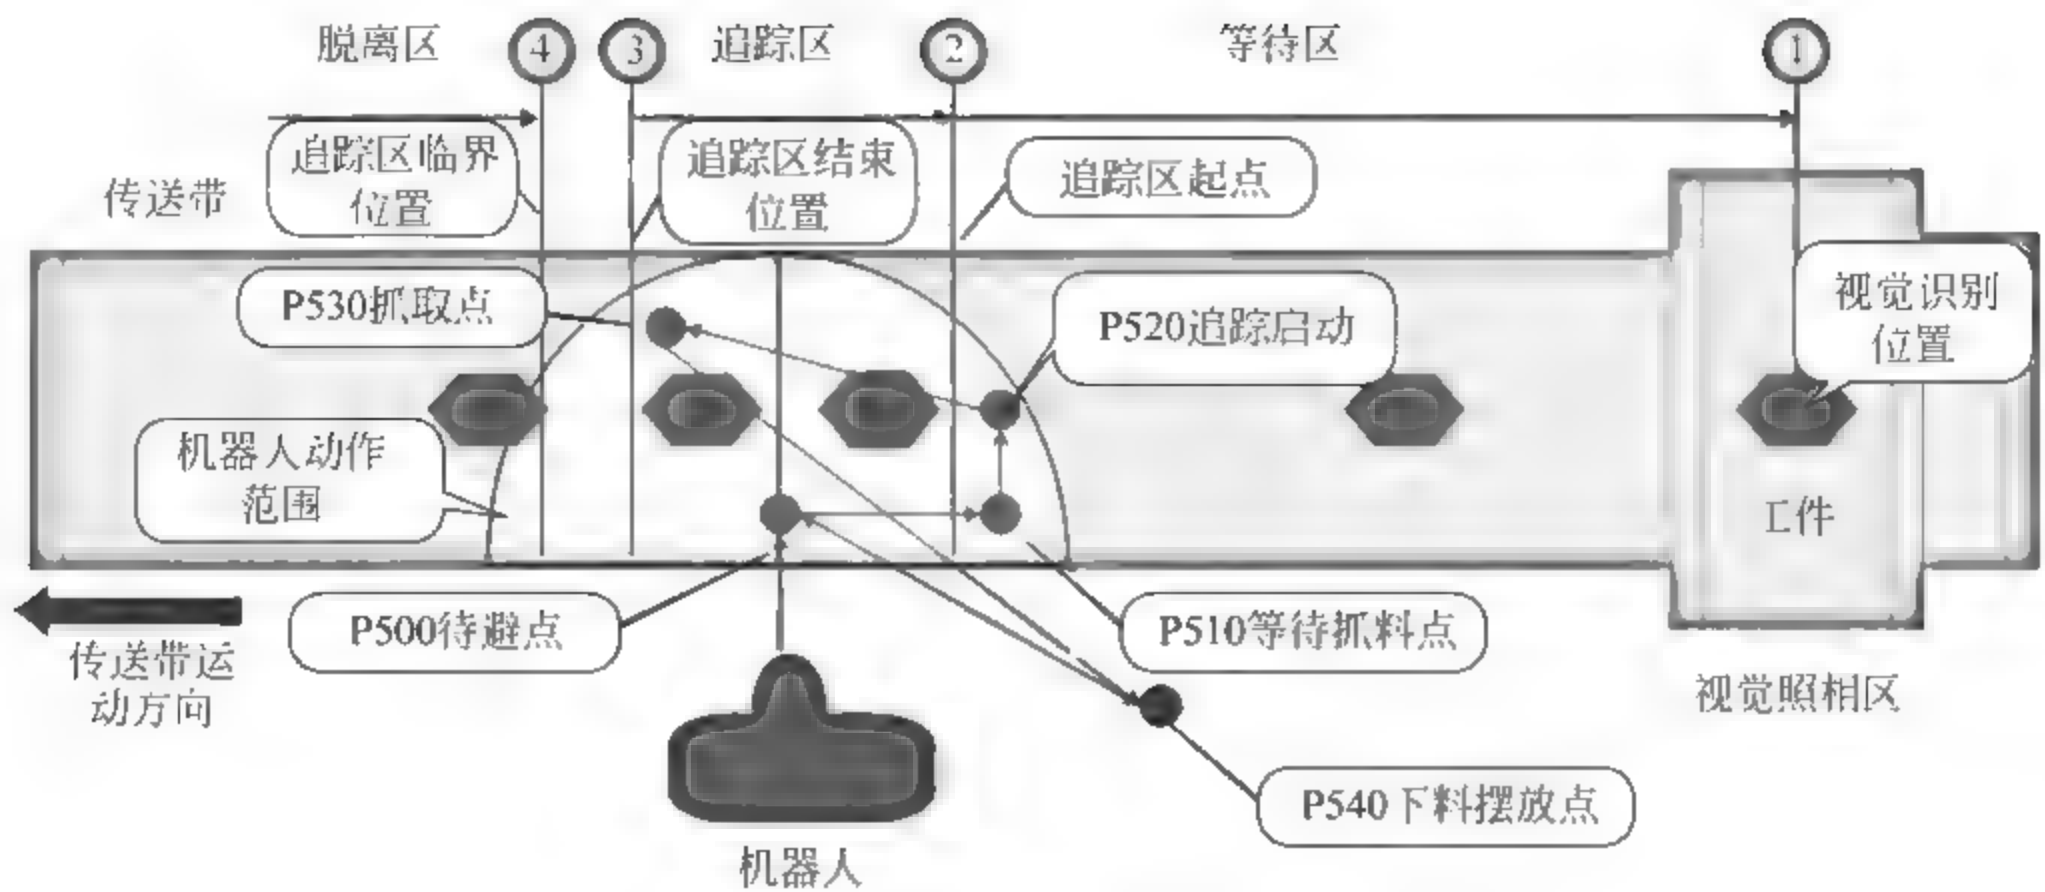 脱离区
4
3
追踪区
2
等待区
1
追踪区临界
位置
追踪区结束
位置
追踪区起点
传送带
P530抓取点
P520追踪启动
视觉识别
位置
机器人动作
范围
工件
P500待避点
P510等待抓料点
传送带运
动方向
视觉照相区
P540下料摆放点
机器人